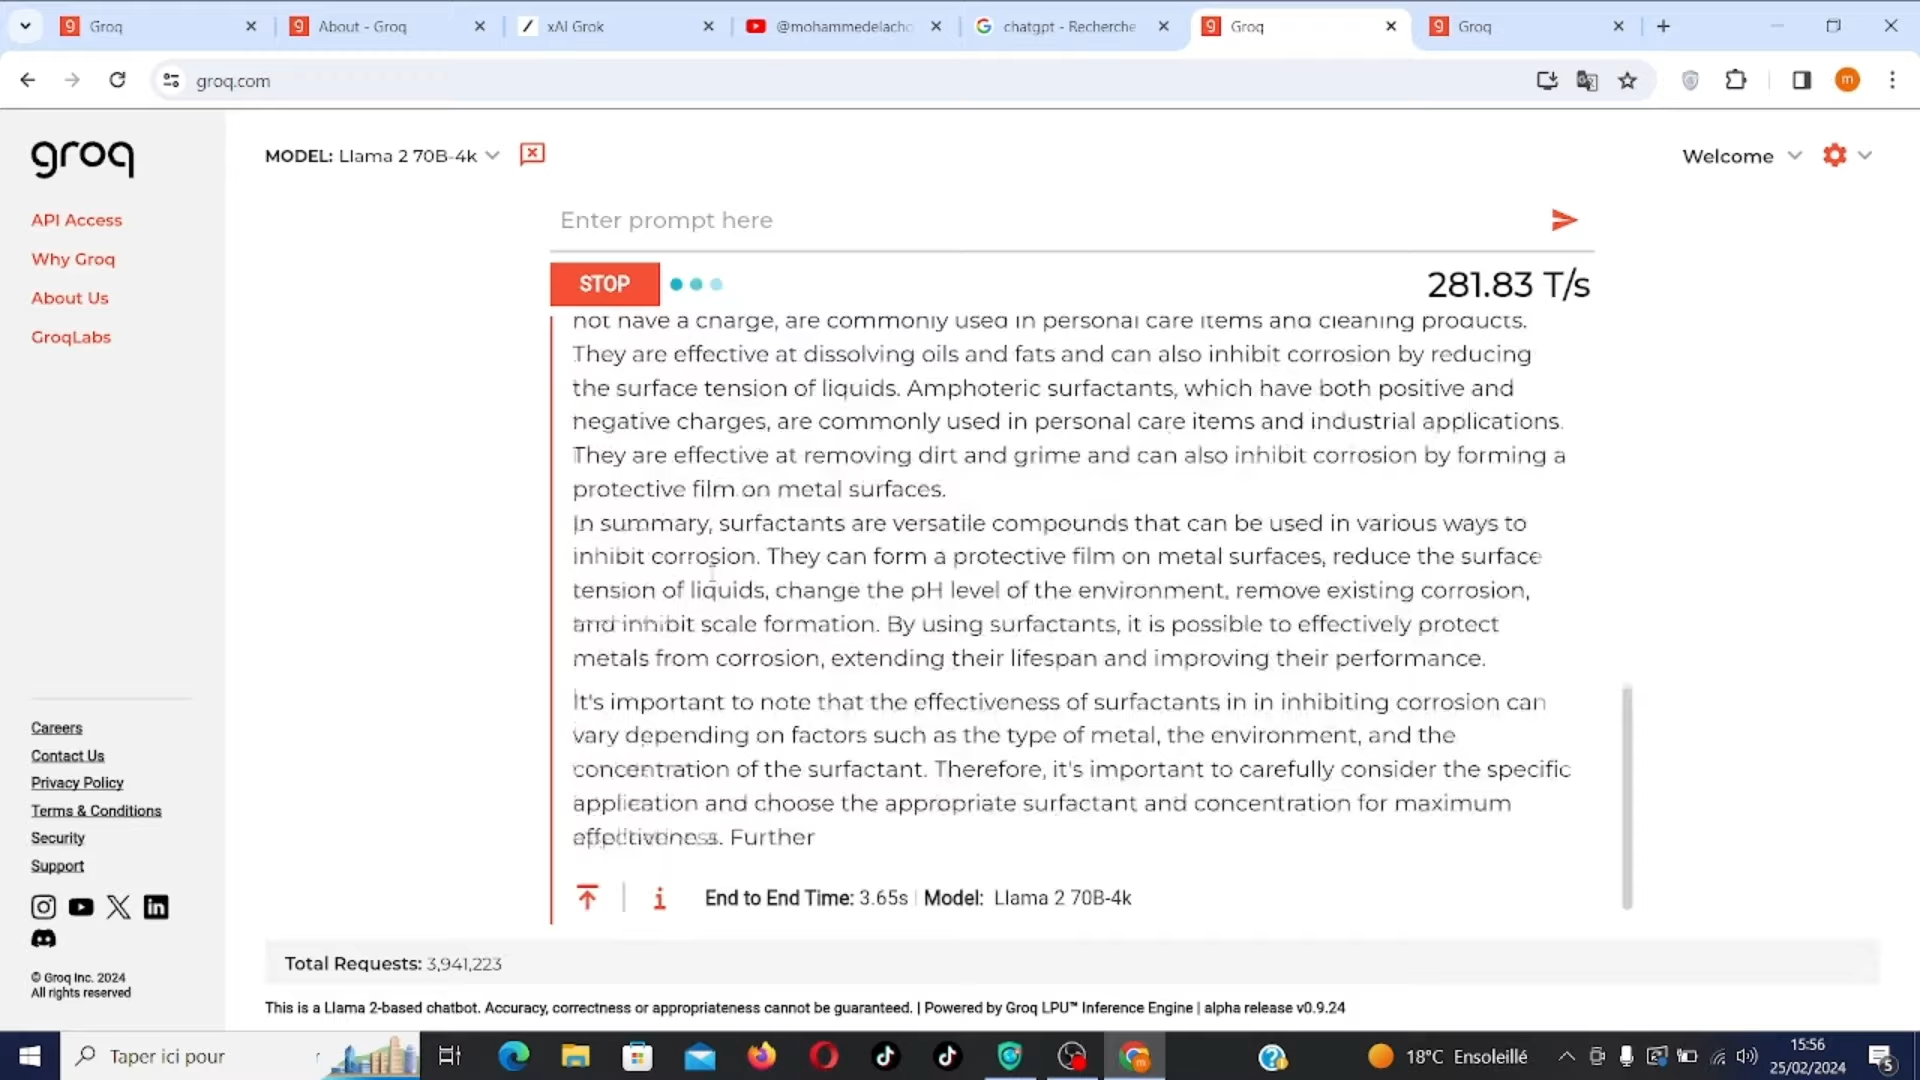 Groq
About - Groq
xAI Grok
@mohammedelacho
chatgpt - Recherche
Groq
Groq
groq.com
m
groq
MODEL: Llama 2 70B-4k
Welcome
API Access
Why Groq
About Us
GroqLabs
Enter prompt here
STOP
281.83 T/s
not have a charge, are commonly used in personal care items and cleaning products.
They are effective at dissolving oils and fats and can also inhibit corrosion by reducing
the surface tension of liquids. Amphoteric surfactants, which have both positive and
negative charges, are commonly used in personal care items and industrial applications.
They are effective at removing dirt and grime and can also inhibit corrosion by forming a
protective film on metal surfaces.
In summary, surfactants are versatile compounds that can be used in various ways to
inhibit corrosion. They can form a protective film on metal surfaces, reduce the surface
tension of liquids, change the pH level of the environment, remove existing corrosion,
and inhibit scale formation. By using surfactants, it is possible to effectively protect
metals from corrosion, extending their lifespan and improving their performance.
It's important to note that the effectiveness of surfactants in in inhibiting corrosion can
vary depending on factors such as the type of metal, the environment, and the
concentration of the surfactant. Therefore, it's important to carefully consider the specific
application and choose the appropriate surfactant and concentration for maximum
Further
End to End Time: 3.65s Model: Llama 2 70B-4k
Careers
Contact Us
Privacy Policy
Terms & Conditions
Security
Support
© Groq Inc. 2024
All rights reserved
Total Requests: 3,941,223
This is a Llama 2-based chatbot. Accuracy, correctness or appropriateness cannot be guaranteed. | Powered by Groq LPU™ Inference Engine | alpha release v0.9.24
Taper ici pour
18°C Ensoleillé
15:56
25/02/2024
5